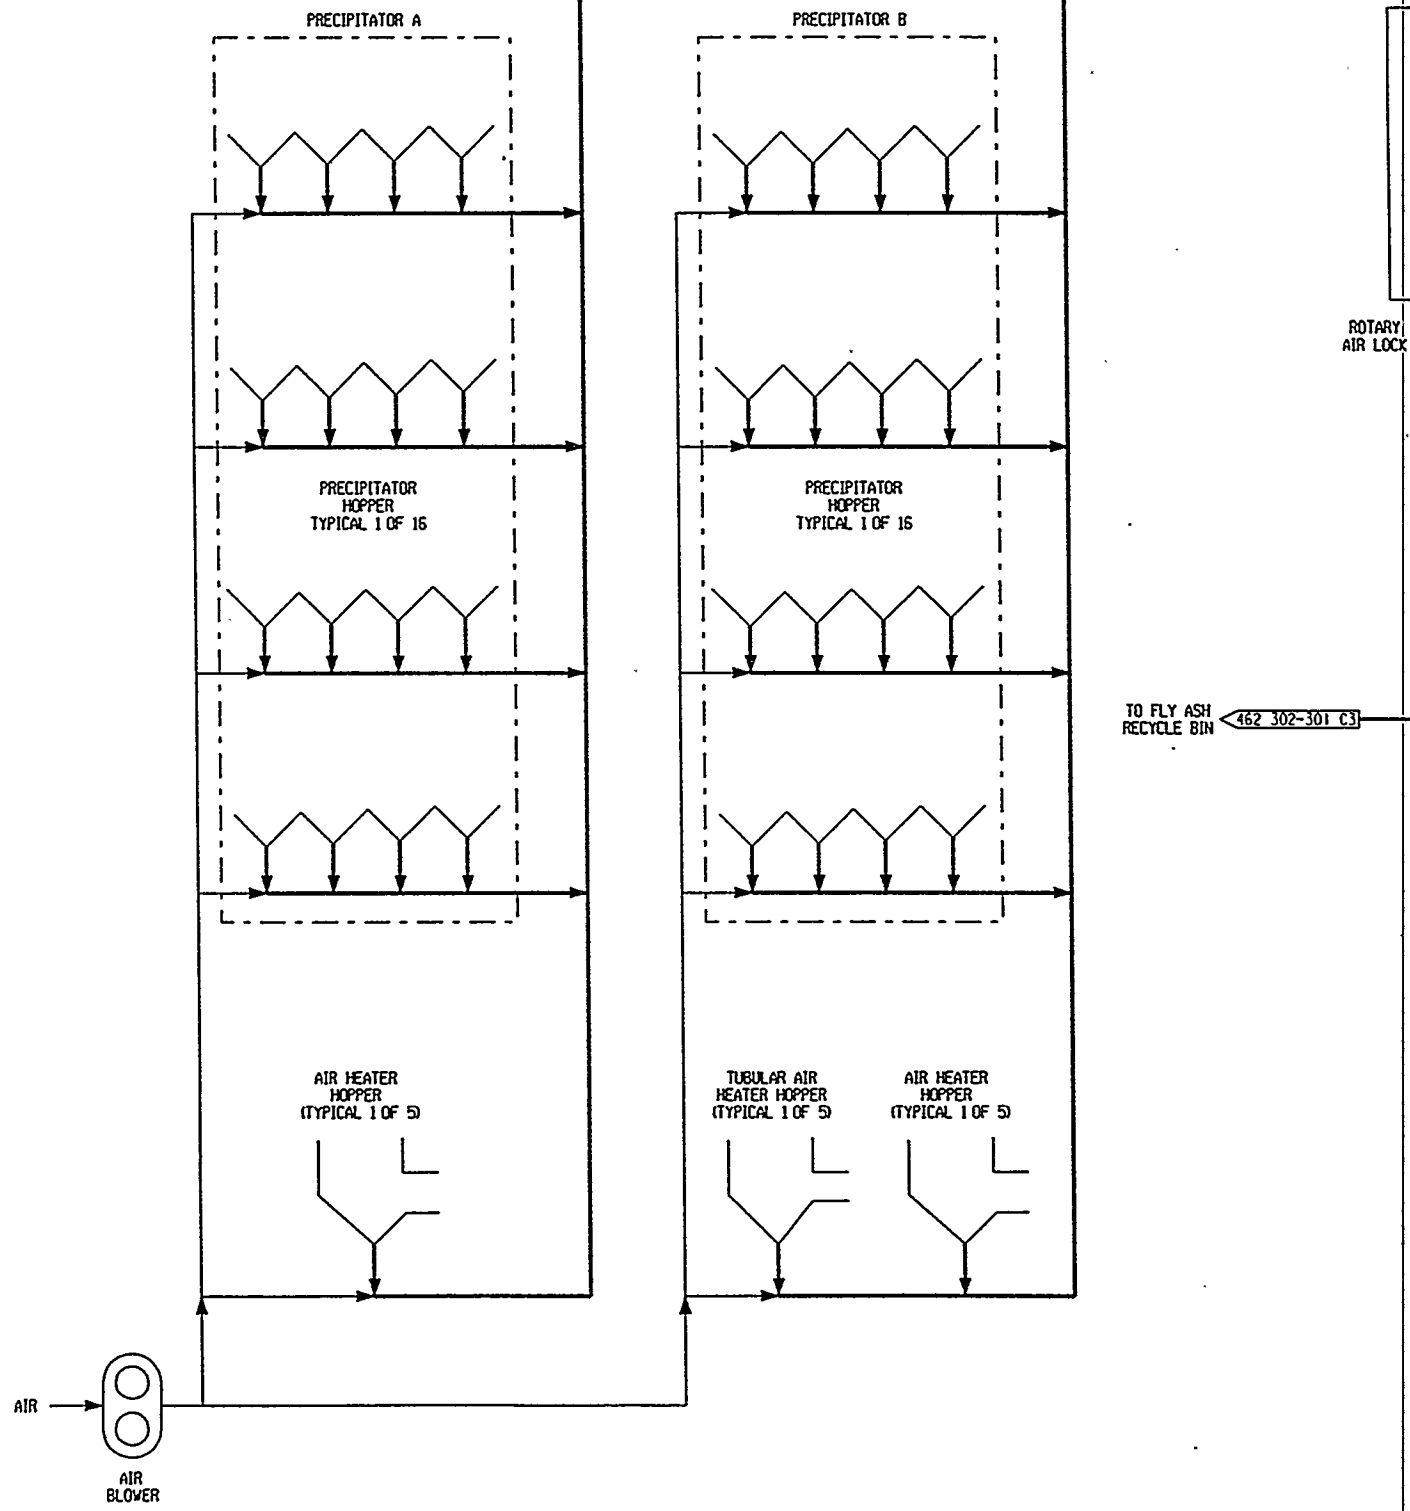 PRECIPITATOR A
PRECIPITATOR B
ROTARY
AIR LOCK
PRECIPITATOR
HOPPER
TYPICAL 1 OF 16
PRECIPITATOR
HOPPER
TYPICAL 1 OF 16
TO FLY ASH
RECYCLE BIN
462 302-301 C3
AIR HEATER
HOPPER
(TYPICAL 1 OF 5)
TUBULAR AIR
HEATER HOPPER
(TYPICAL 1 OF 5)
AIR HEATER
HOPPER
(TYPICAL 1 OF 5)
AIR
AIR
BLOWER